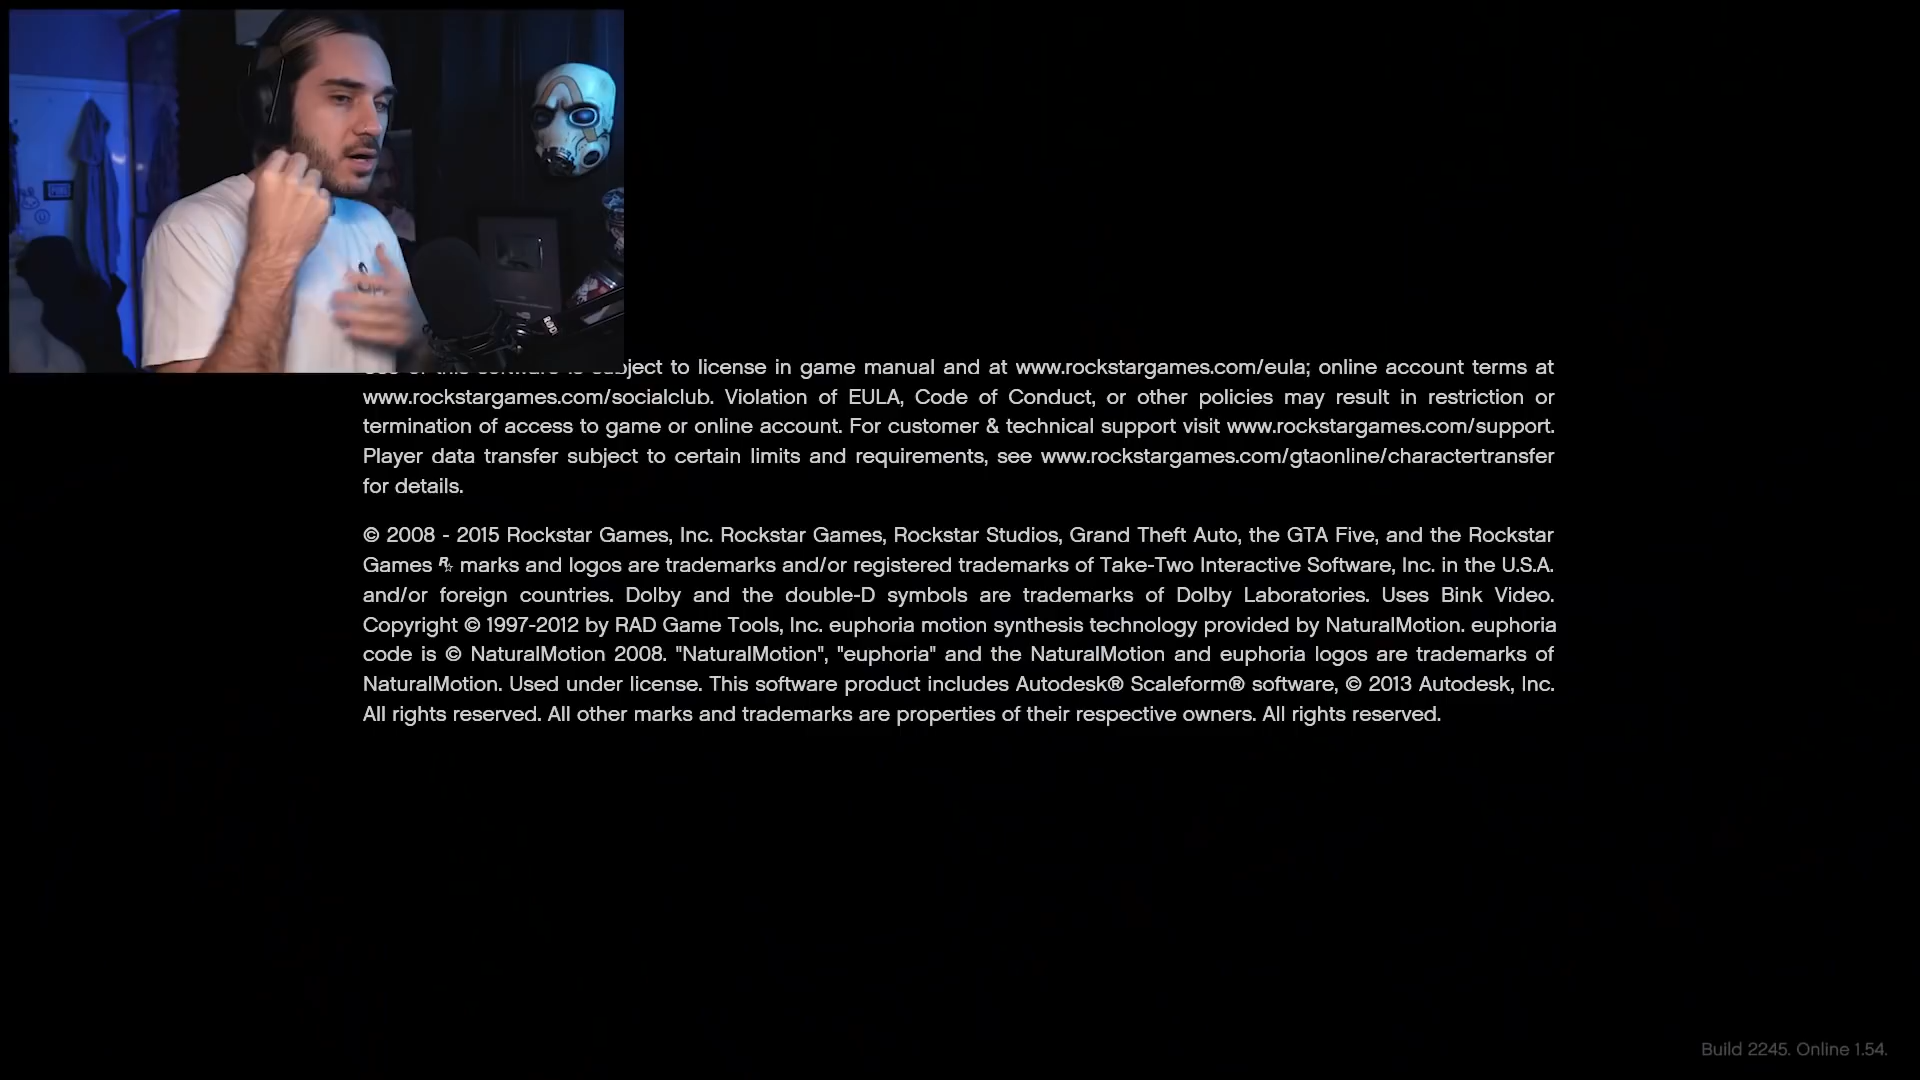 ject to license in game manual and at www.rockstargames.com/eula; online account terms at
www.rockstargames.com/socialclub. Violation of EULA, Code of Conduct, or other policies may result in restriction or
termination of access to game or online account. For customer & technical support visit www.rockstargames.com/support.
Player data transfer subject to certain limits and requirements, see www.rockstargames.com/gtaonline/charactertransfer
for details.
© 2008 - 2015 Rockstar Games, Inc. Rockstar Games, Rockstar Studios, Grand Theft Auto, the GTA Five, and the Rockstar
Games R☆ marks and logos are trademarks and/or registered trademarks of Take-Two Interactive Software, Inc. in the U.S.A.
and/or foreign countries. Dolby and the double-D symbols are trademarks of Dolby Laboratories. Uses Bink Video.
Copyright © 1997-2012 by RAD Game Tools, Inc. euphoria motion synthesis technology provided by NaturalMotion. euphoria
code is © NaturalMotion 2008. "NaturalMotion", "euphoria" and the NaturalMotion and euphoria logos are trademarks of
NaturalMotion. Used under license. This software product includes Autodesk® Scaleform® software, © 2013 Autodesk, Inc.
All rights reserved. All other marks and trademarks are properties of their respective owners. All rights reserved.
Build 2245. Online 1.54.